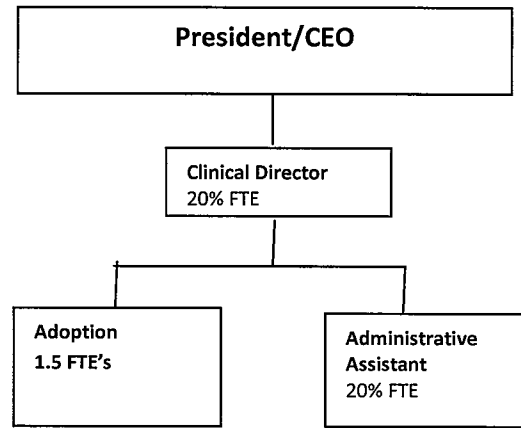 President/CEO
Clinical Director
20% FTE
Adoption
1.5 FTE's
Administrative
Assistant
20% FTE